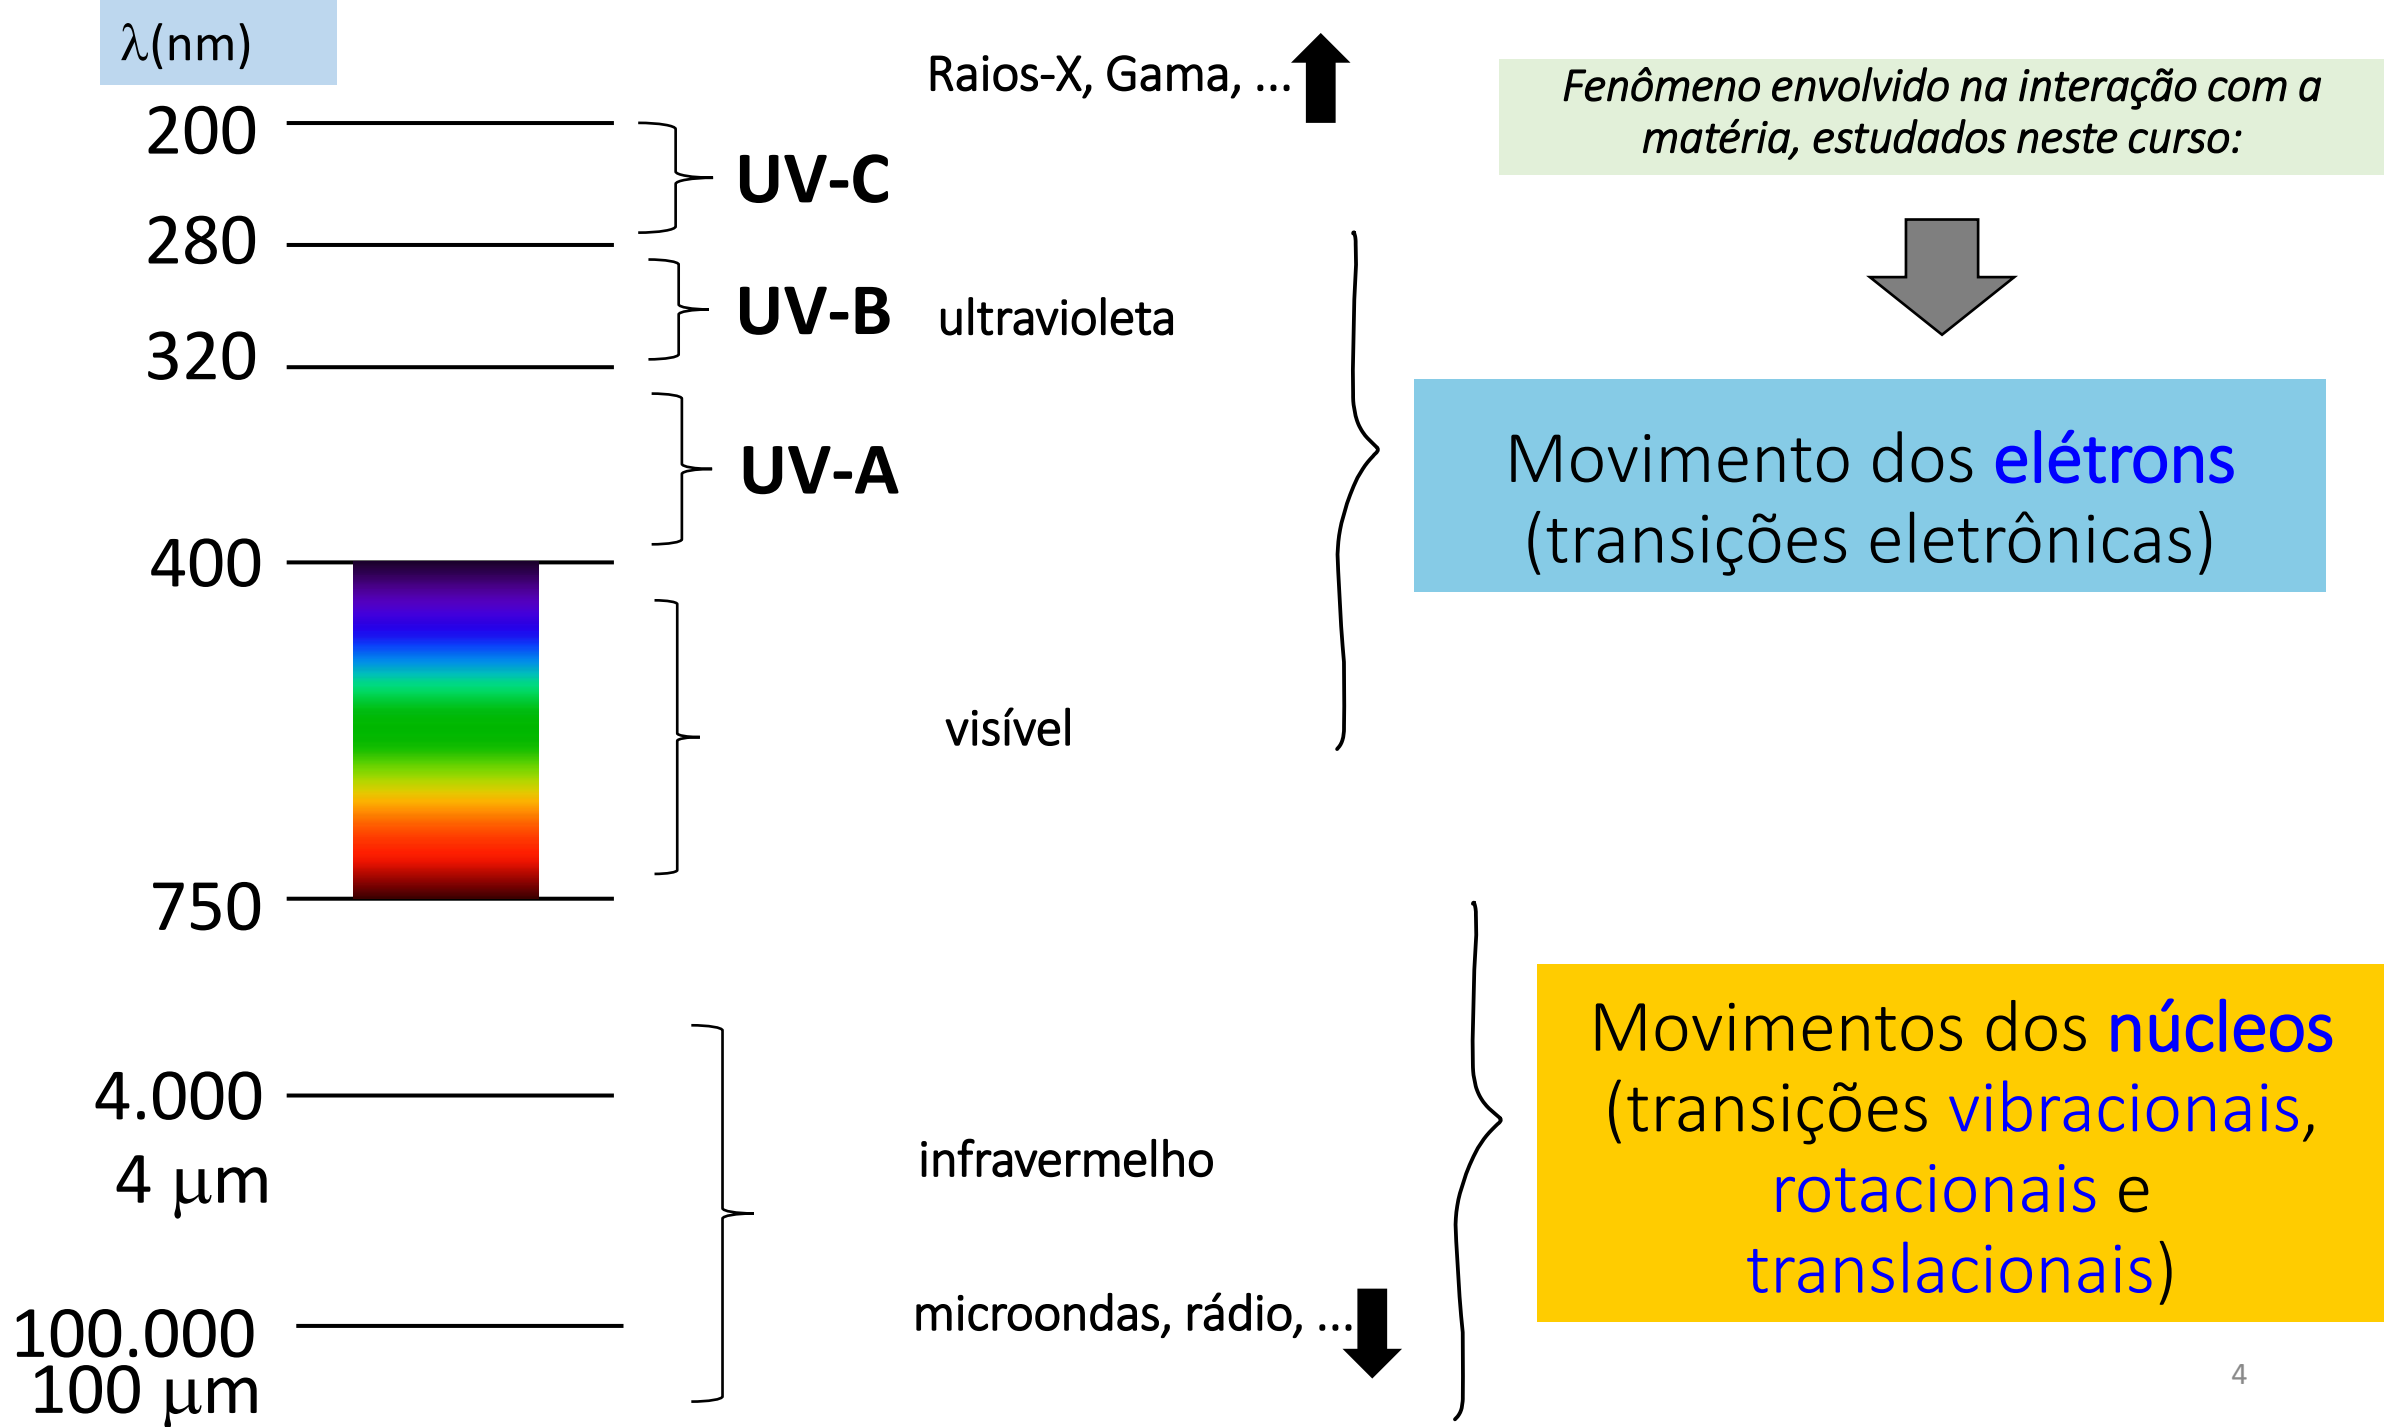 λ(nm)
Raios-X, Gama, ...
Fenômeno envolvido na interação com a
matéria, estudados neste curso:
200
UV-C
280
UV-B
ultravioleta
320
UV-A
Movimento dos elétrons
(transições eletrônicas)
400
visível
750
4.000
4 μm
infravermelho
Movimentos dos núcleos
(transições vibracionais,
rotacionais e
translacionais)
microondas, rádio, ...
100.000
100 μm
4